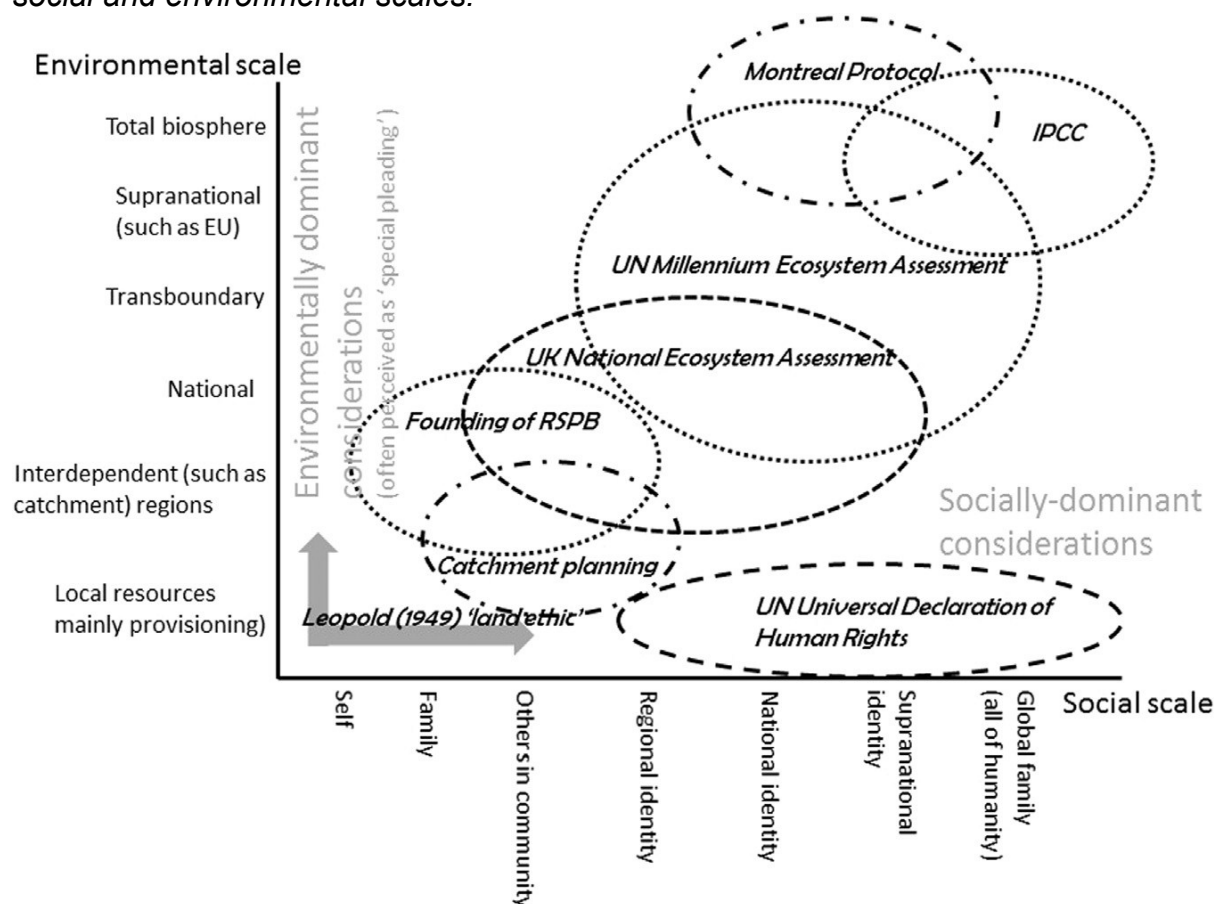 social and environmental scales.
Environmental scale
Total biosphere
Supranational
(such as EU)
Transboundary
National
Interdependent (such as
catchment) regions
Local resources
mainly provisioning)
Environmentally dominant
considerations
(often perceived as 'special pleading')
Montreal Protocol
IPCC
UN Millennium Ecosystem Assessment
UK National Ecosystem Assessment
Founding of RSPB
Catchment planning
Leopold (1949) 'land ethic'
Socially-dominant
considerations
UN Universal Declaration of
Human Rights
Social scale
Self
Family
Others in community
Regional identity
National identity
Supranational
identity
Global family
(all of humanity)